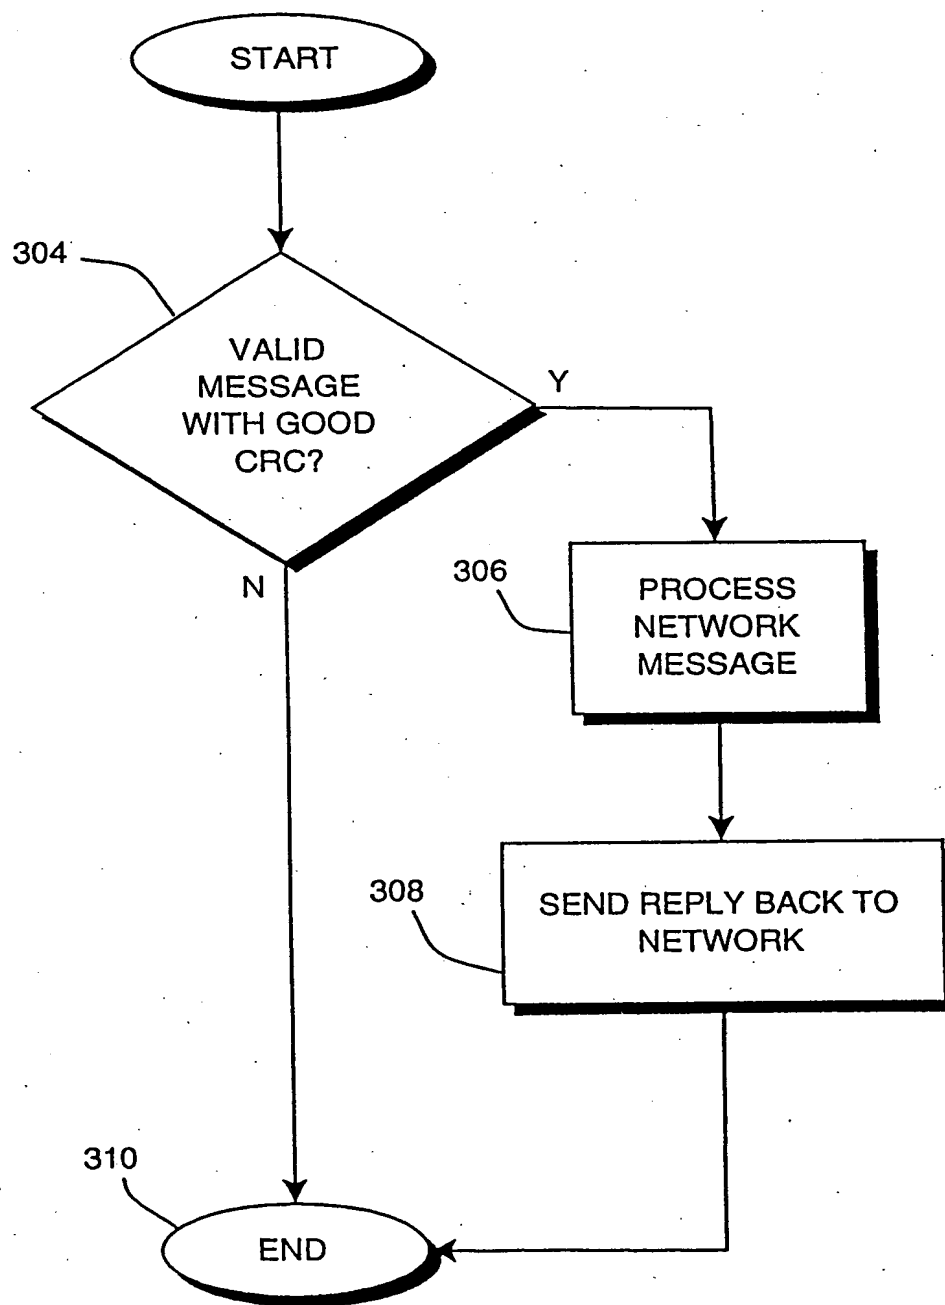 START
304
VALID
MESSAGE
WITH GOOD
CRC?
Y
N
306
PROCESS
NETWORK
MESSAGE
308
SEND REPLY BACK TO
NETWORK
310
END